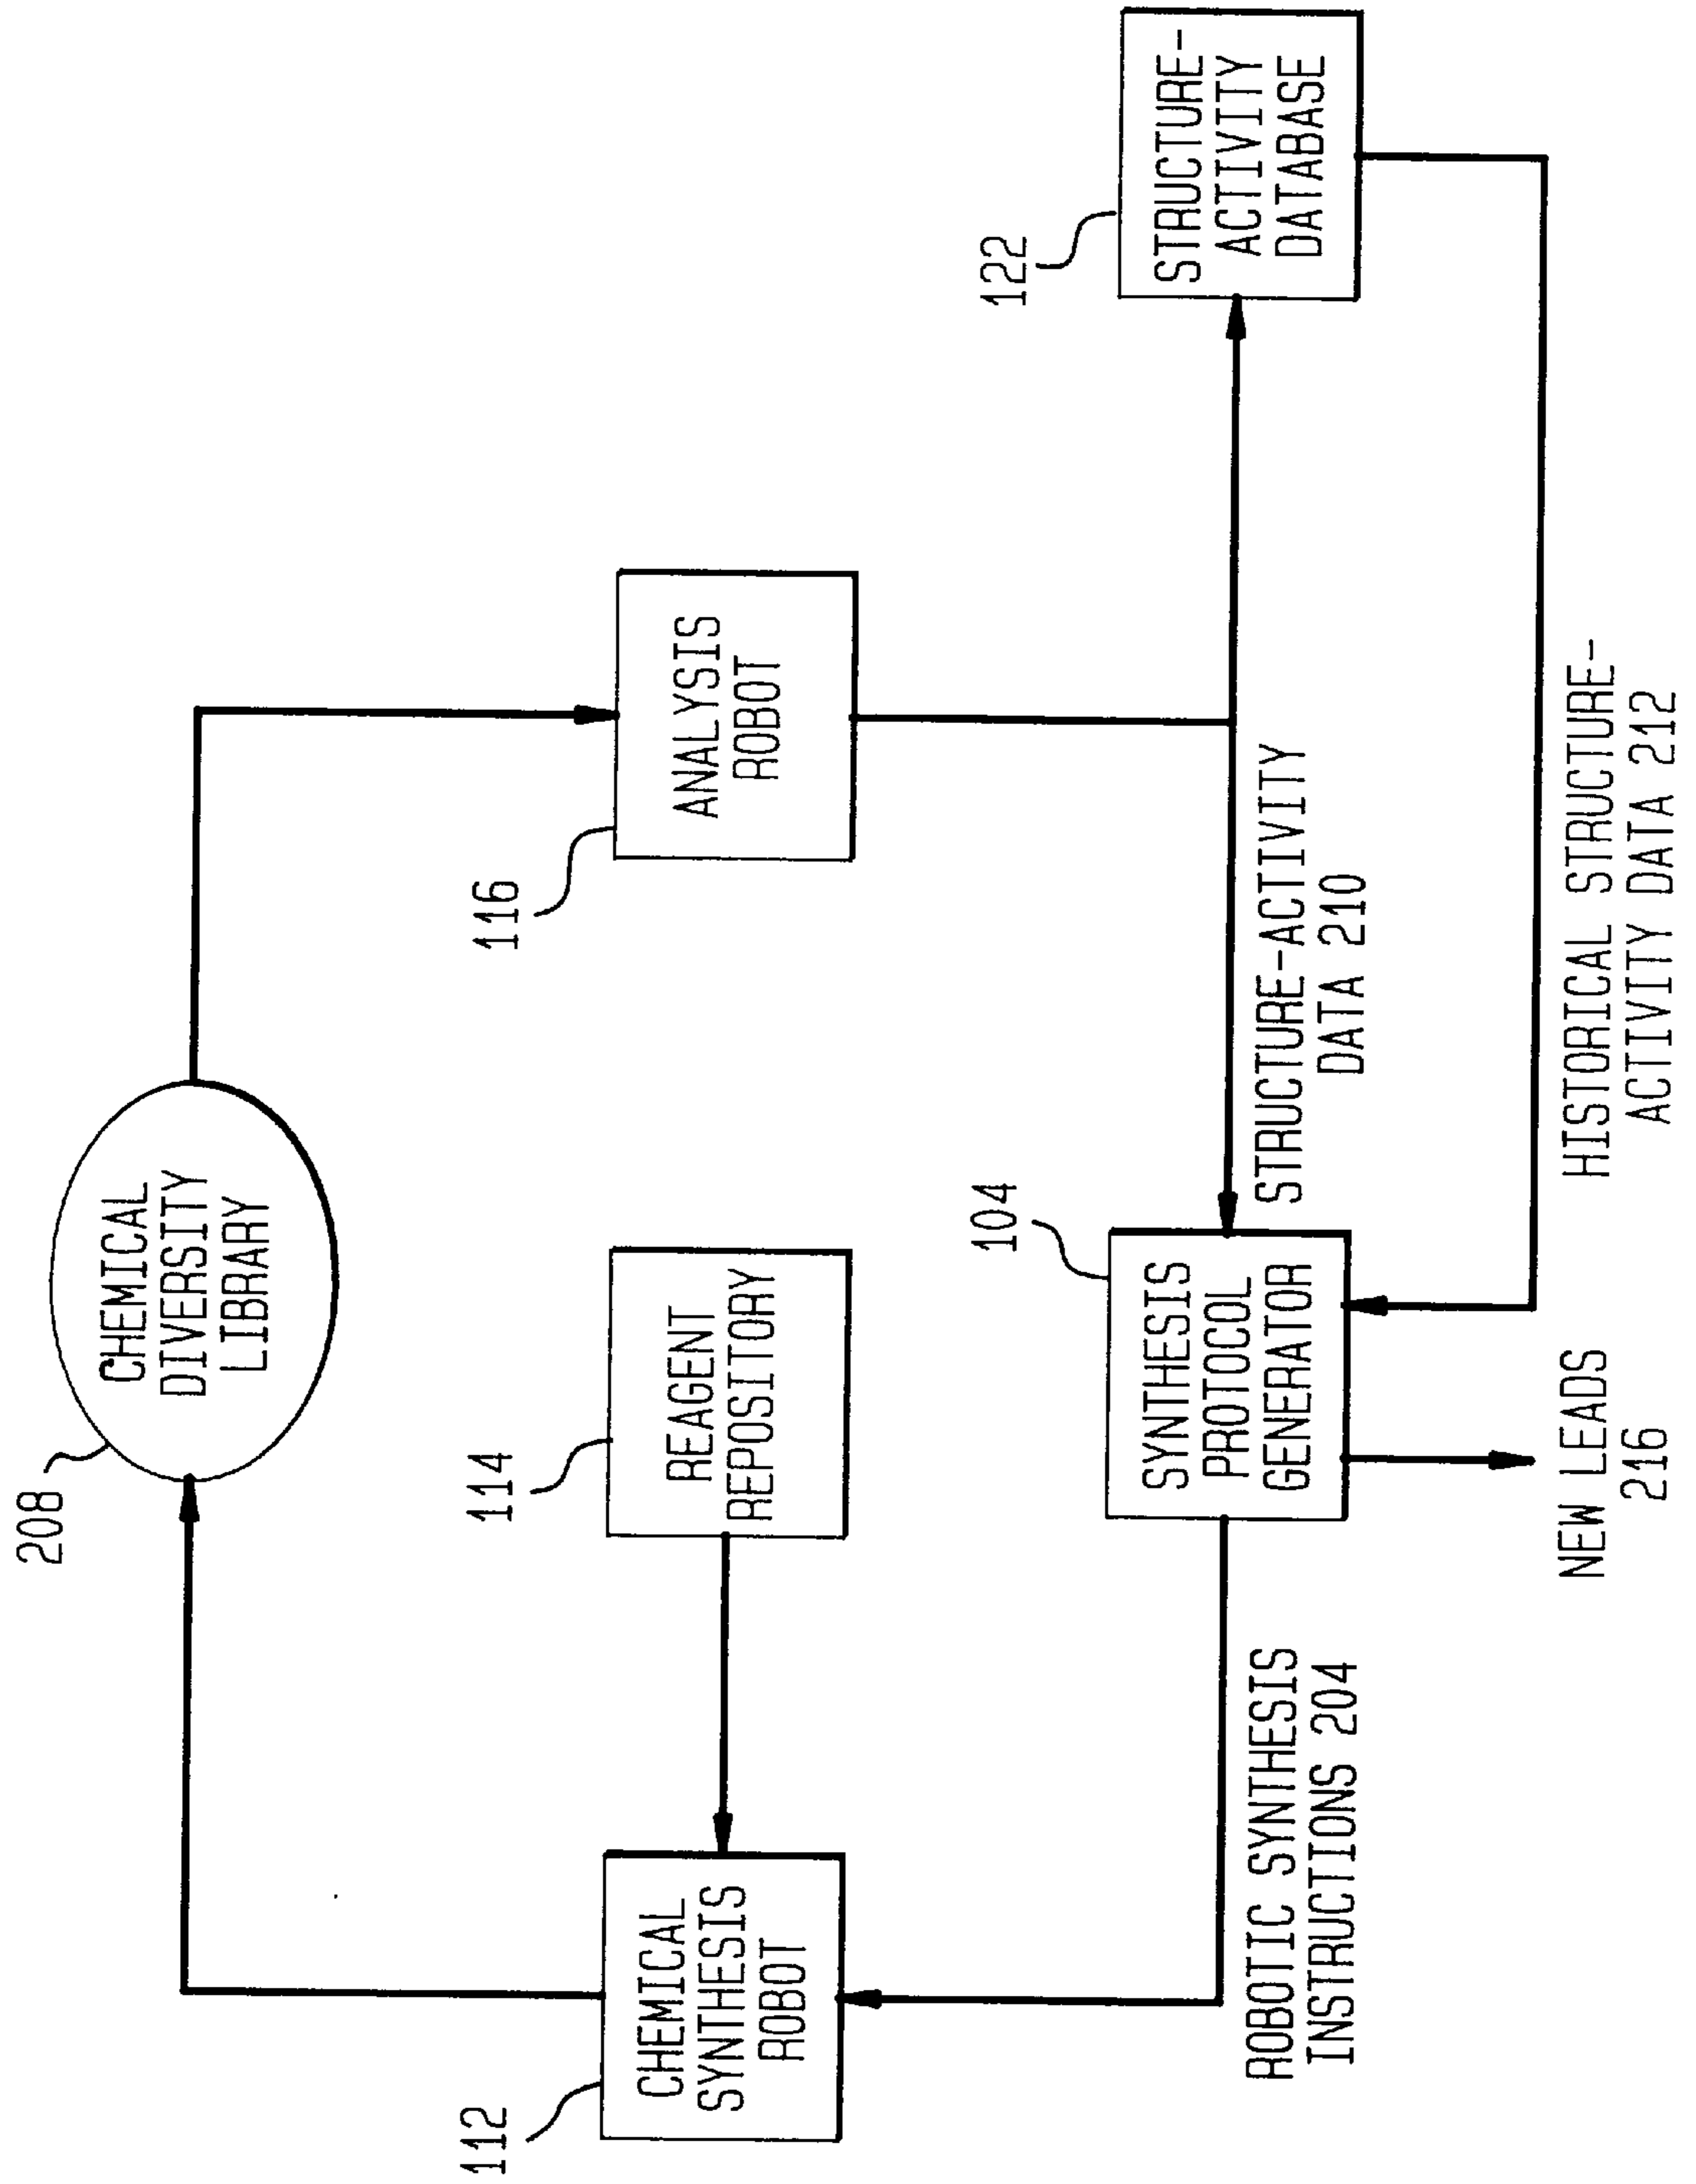 208
CHEMICAL
DIVERSITY
LIBRARY
112
CHEMICAL
SYNTHESIS
ROBOT
114
REAGENT
REPOSITORY
116
ANALYSIS
ROBOT
104
SYNTHESIS
PROTOCOL
GENERATOR
122
STRUCTURE-
ACTIVITY
DATABASE
ROBOTIC SYNTHESIS
INSTRUCTIONS 204
STRUCTURE-ACTIVITY
DATA 210
NEW LEADS
216
HISTORICAL STRUCTURE-
ACTIVITY DATA 212